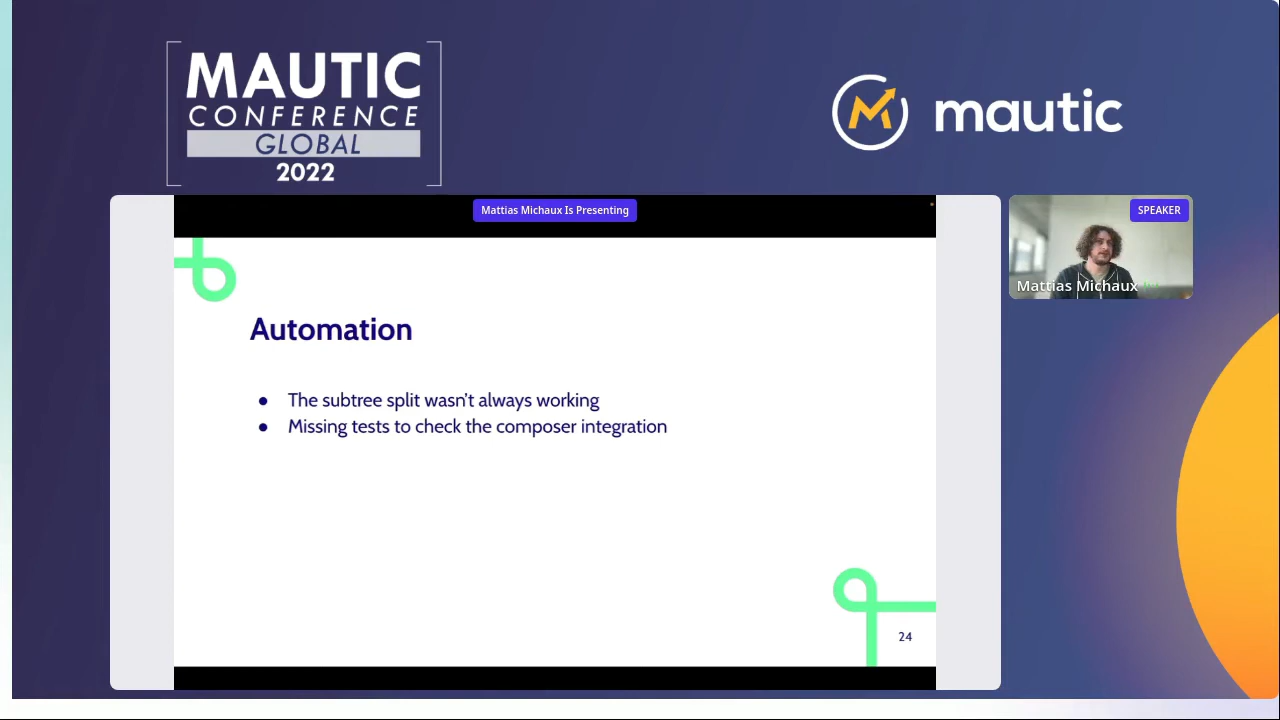 MAUTIC
CONFERENCE
GLOBAL
2022
mautic
Mattias Michaux Is Presenting
SPEAKER
Mattias Michaux
Automation
● The subtree split wasn't always working
● Missing tests to check the composer integration
24